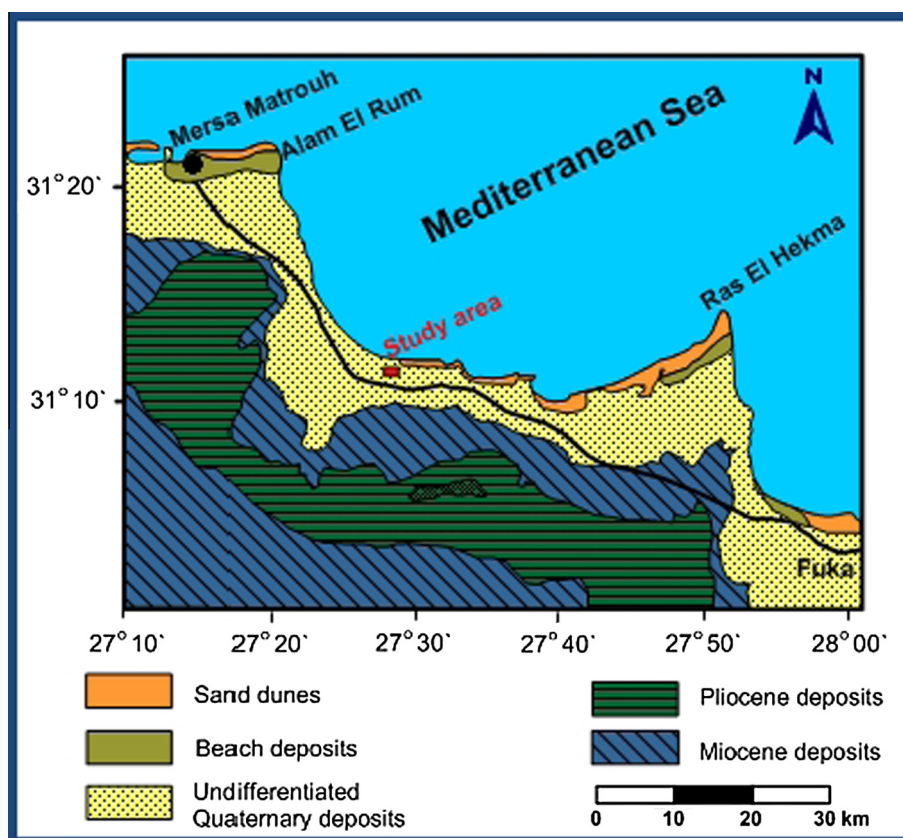 N
Mersa Matrouh
Alam El Rum
Mediterranean Sea
Ras El Hekma
Study area
Fuka
31° 20`
31° 10`
27° 10` 27° 20` 27° 30` 27° 40` 27° 50` 28° 00`
Sand dunes
Beach deposits
Undifferentiated
Quaternary deposits
Pliocene deposits
Miocene deposits
0 10 20 30 km